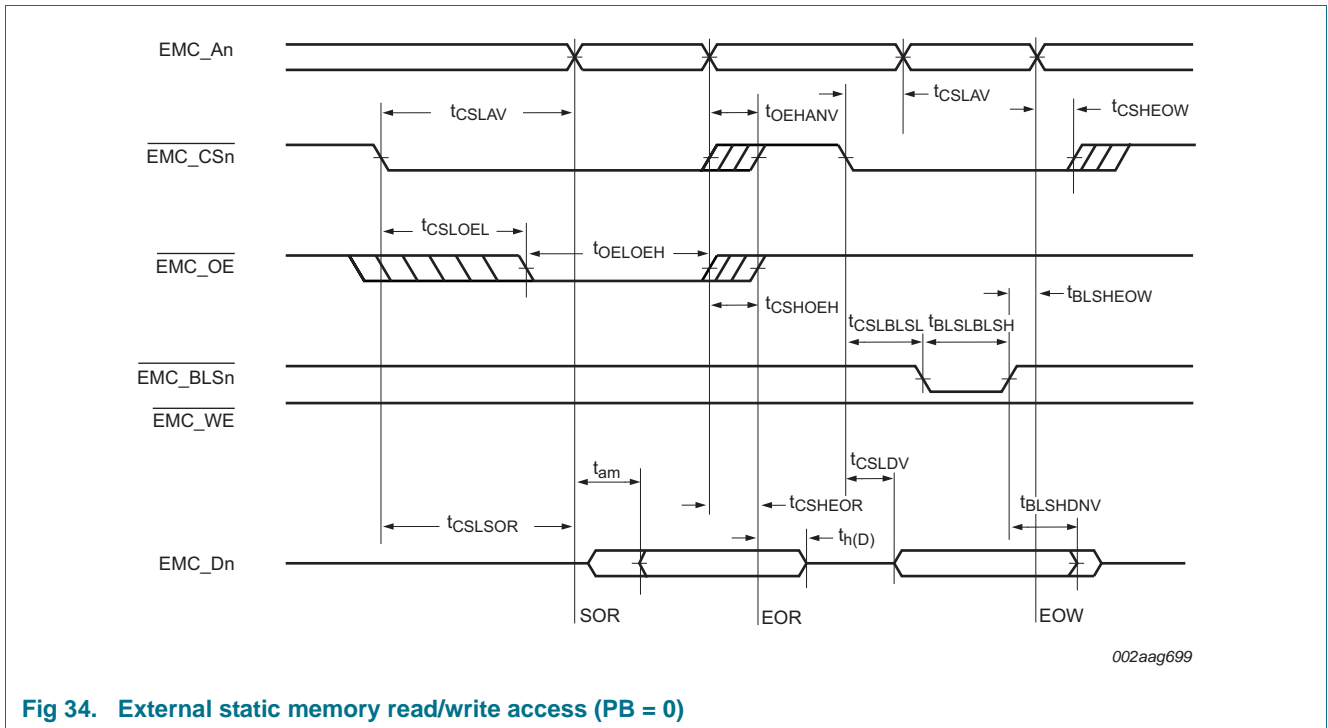 EMC_An
tCSLAV
tOEHANV
tCSLAV
tCSHEOW
EMC_CSn
tCSLOEL
tOELOEH
EMC_OE
tCSHOEH
tBLSHEOW
tCSLBLSL
tBLSLBLSH
EMC_BLSn
EMC_WE
tam
tCSLDV
tCSHEOR
tBLSHDNV
tCSLSOR
th(D)
EMC_Dn
SOR
EOR
EOW
002aag699
Fig 34. External static memory read/write access (PB = 0)